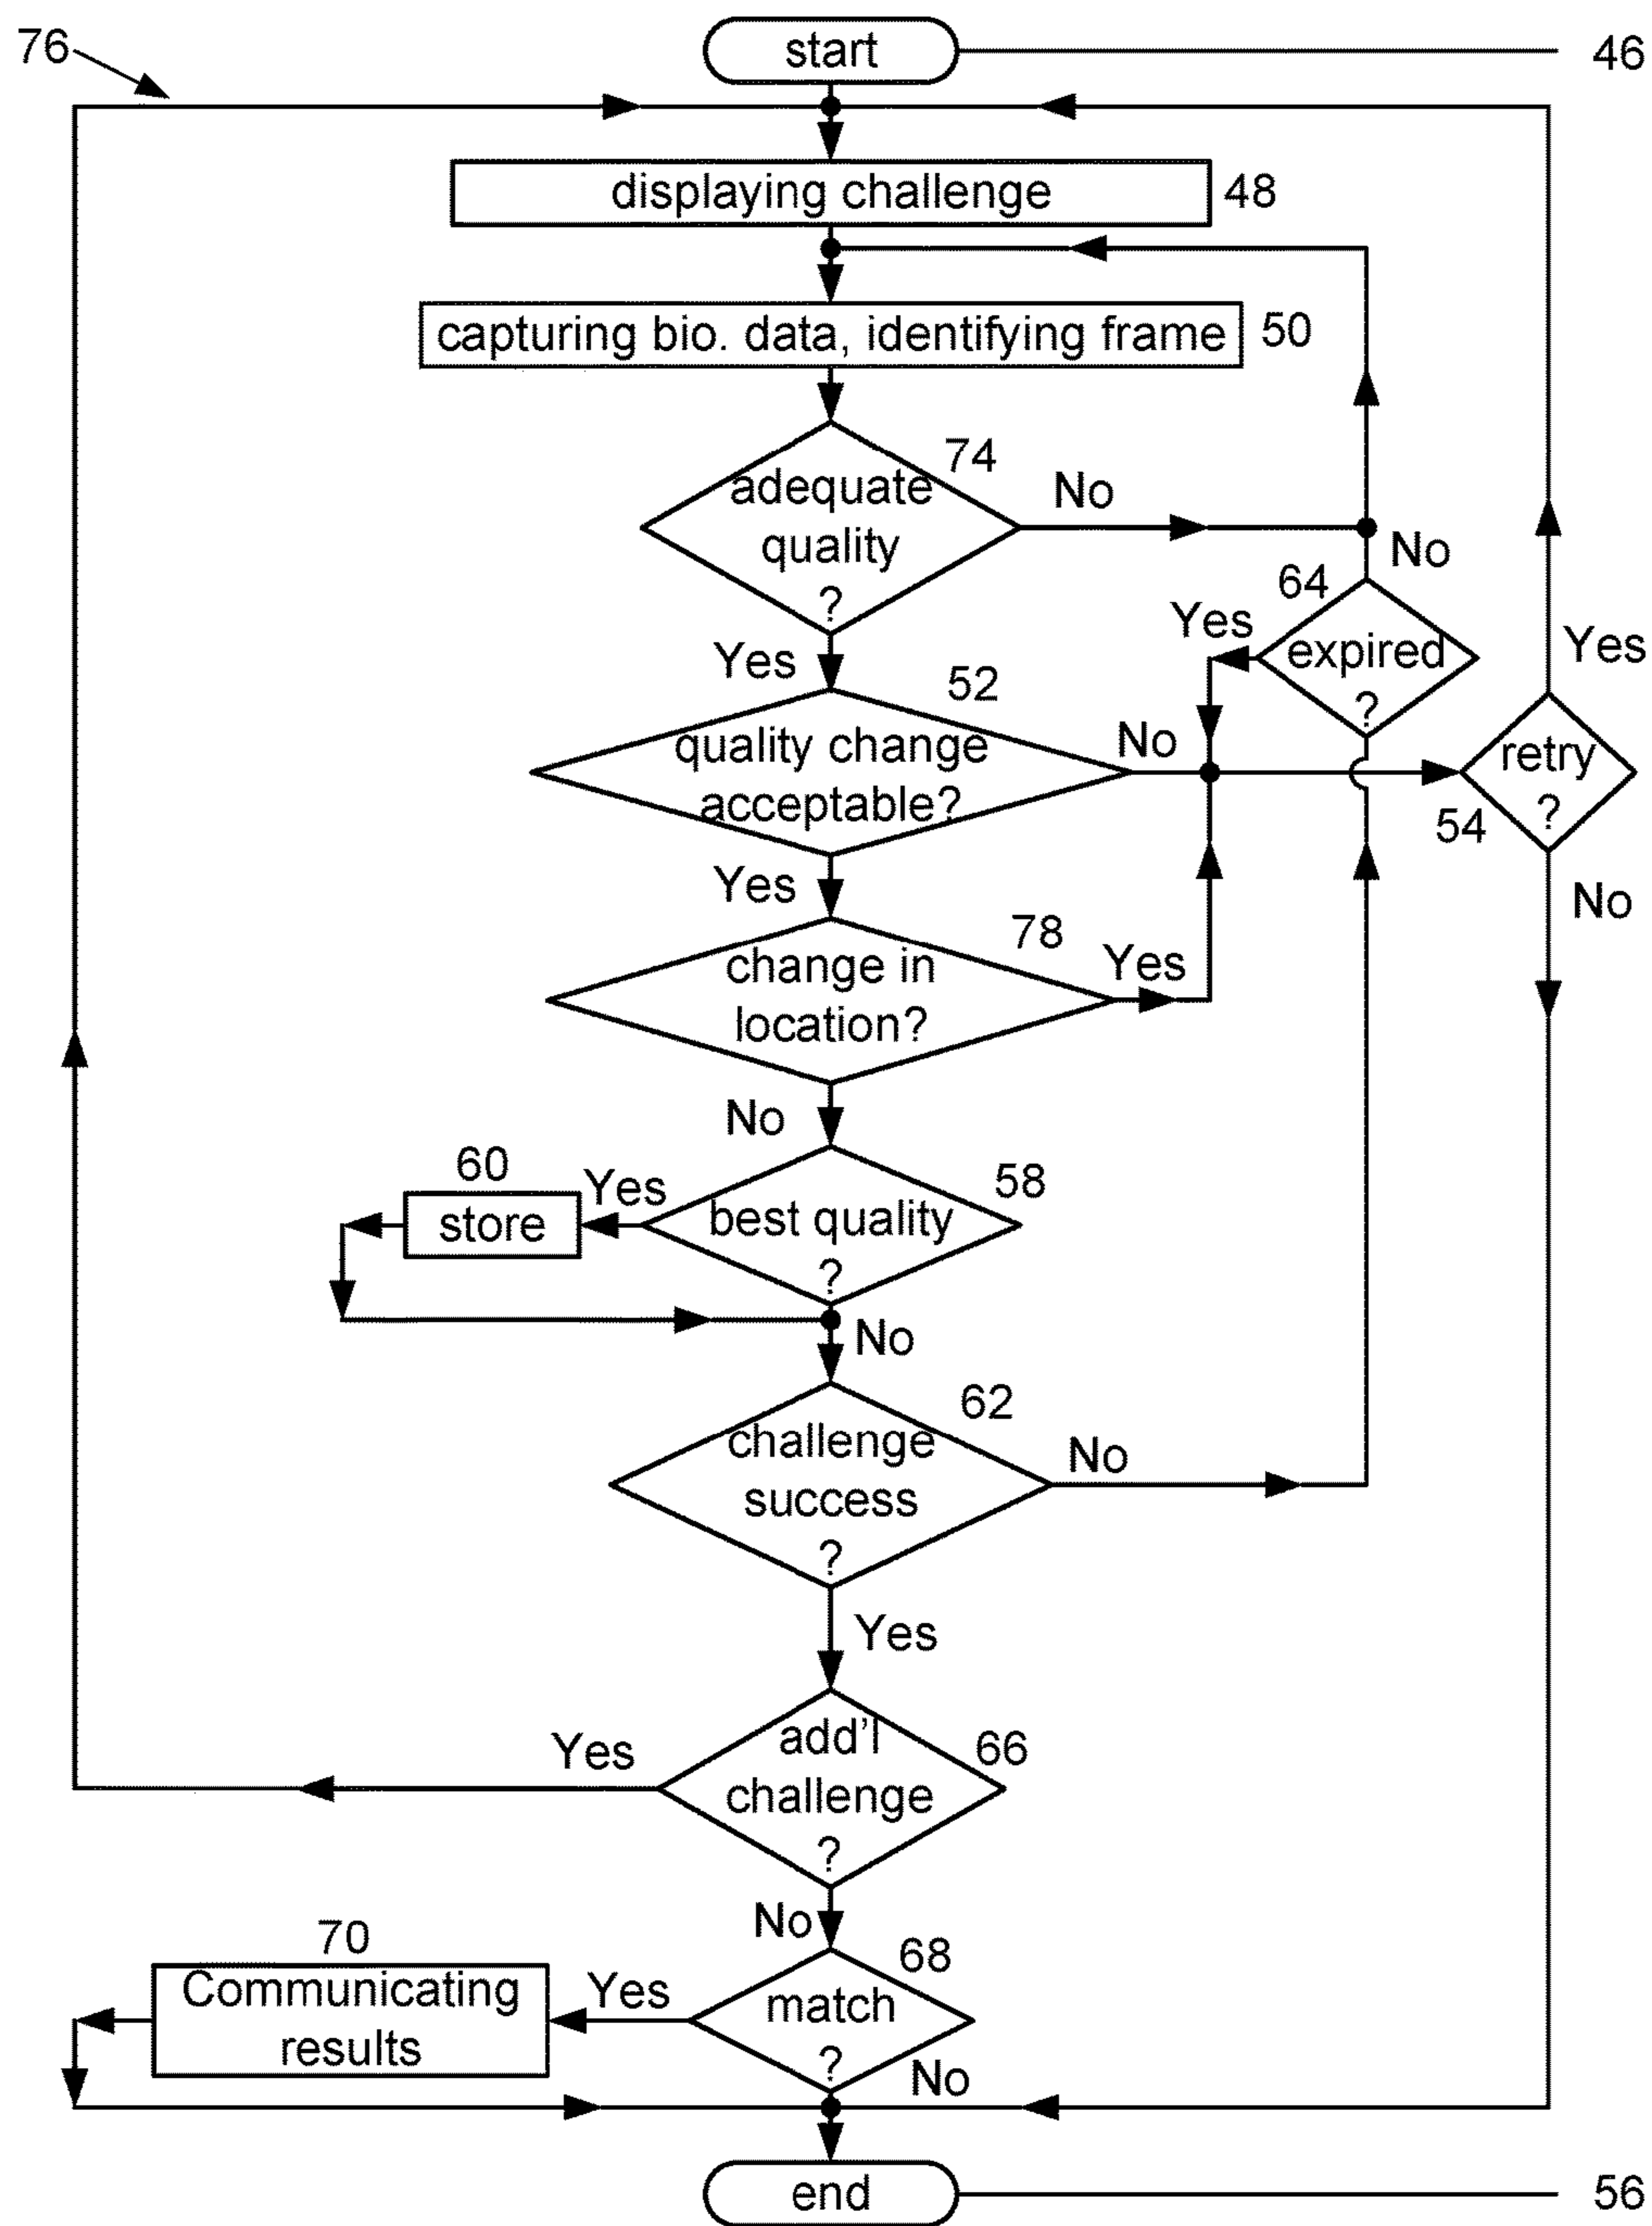 76
start
46
displaying challenge
48
capturing bio. data, identifying frame
50
74
adequate
quality
?
No
No
64
Yes
expired
?
Yes
Yes
52
quality change
acceptable?
No
retry
?
54
Yes
No
78
change in
location?
Yes
No
60
store
Yes
58
best quality
?
No
62
challenge
success
?
No
Yes
66
add'l
challenge
?
Yes
No
70
Communicating
results
Yes
68
match
?
No
end
56